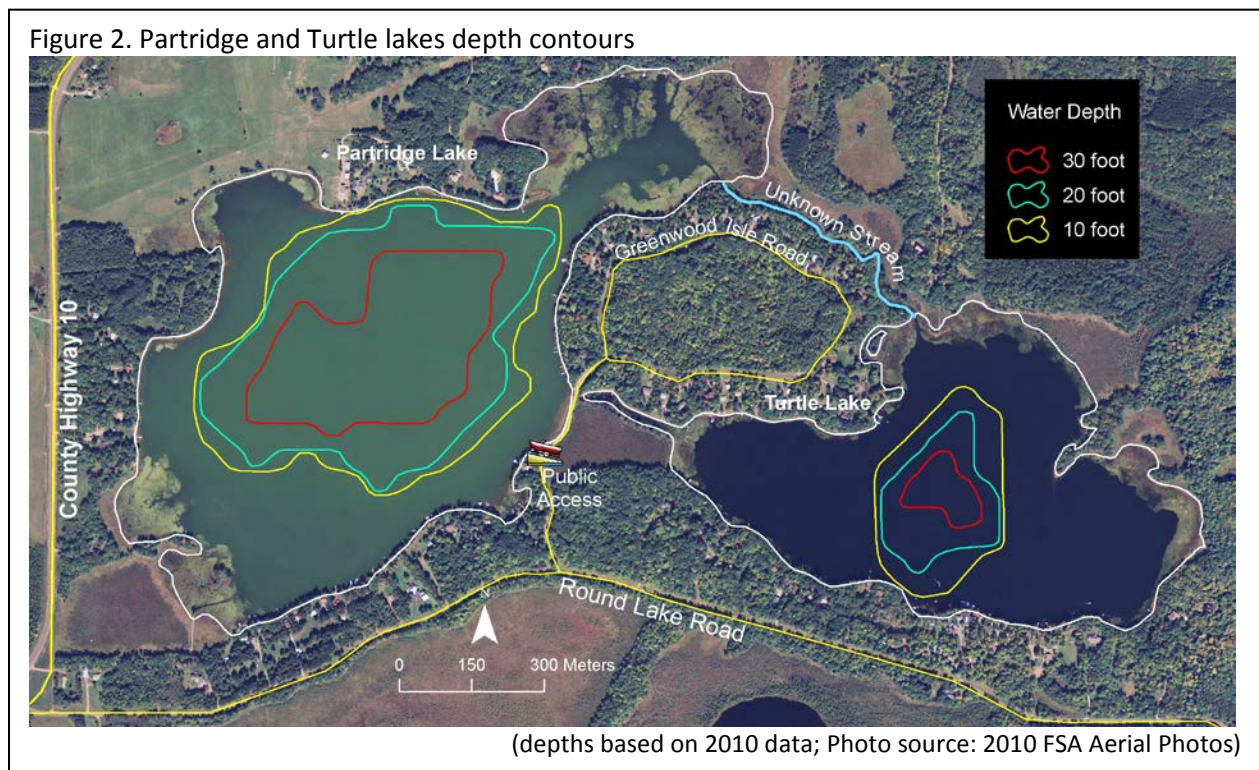 Figure 2. Partridge and Turtle lakes depth contours
Partridge Lake
Water Depth
30 foot
20 foot
10 foot
Unknown Stream
Greenwood Isle Road
County Highway 10
Turtle Lake
Public
Access
Round Lake Road
N
0 150 300 Meters
(depths based on 2010 data; Photo source: 2010 FSA Aerial Photos)